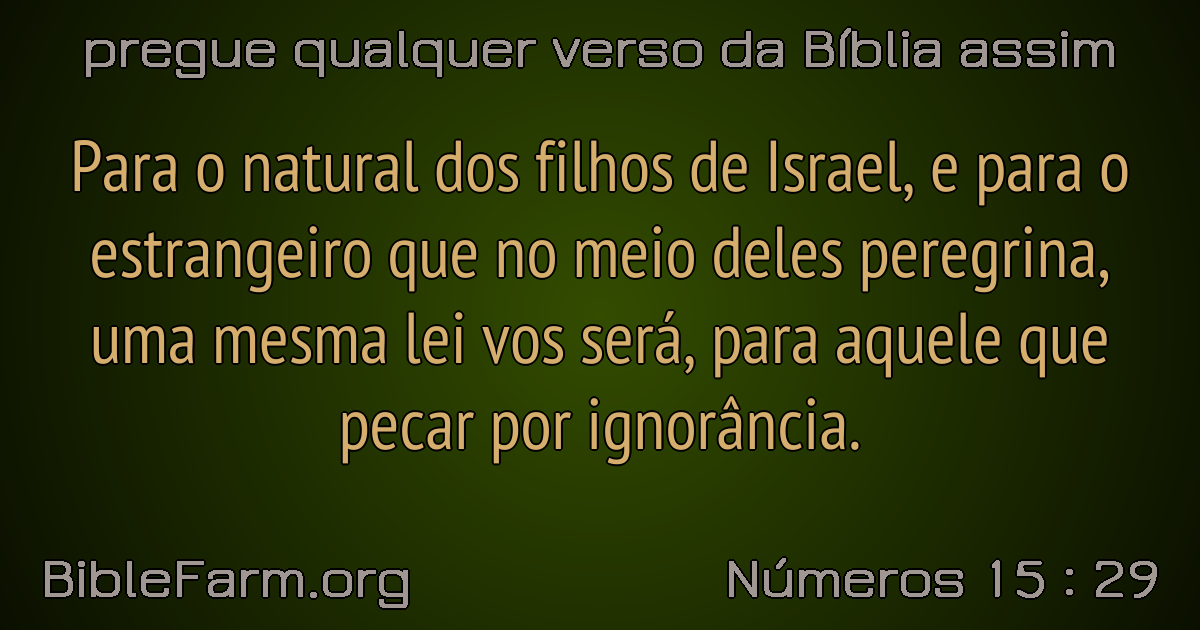 pregue qualquer verso da Bíblia assim
Para o natural dos filhos de Israel, e para o
estrangeiro que no meio deles peregrina,
uma mesma lei vos será, para aquele que
pecar por ignorância.
BibleFarm.org
Números 15 : 29